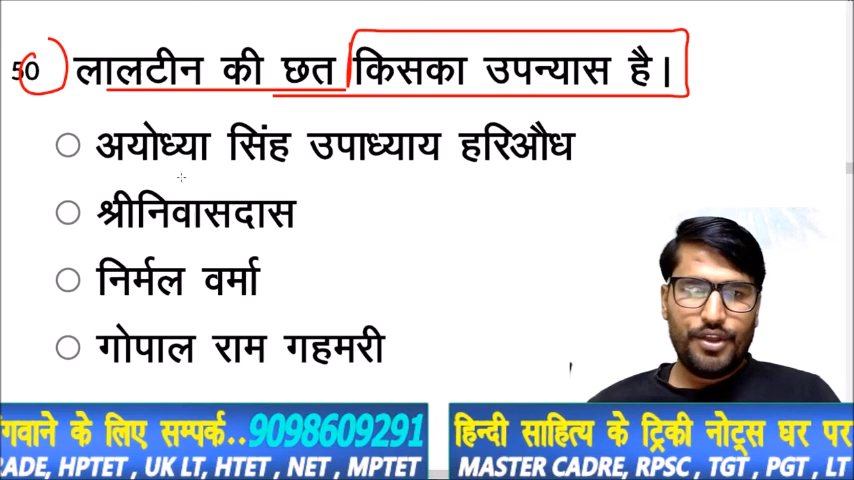 50 लालटीन की छत किसका उपन्यास है।
अयोध्या सिंह उपाध्याय हरिऔध
श्रीनिवासदास
निर्मल वर्मा
गोपाल राम गहमरी
गवाने के लिए सम्पर्क..9098609291
हिन्दी साहित्य के ट्रिकी नोट्स घर पर
RADE, HPTET , UK LT, HTET , NET , MPTET
MASTER CADRE, RPSC , TGT , PGT , LT